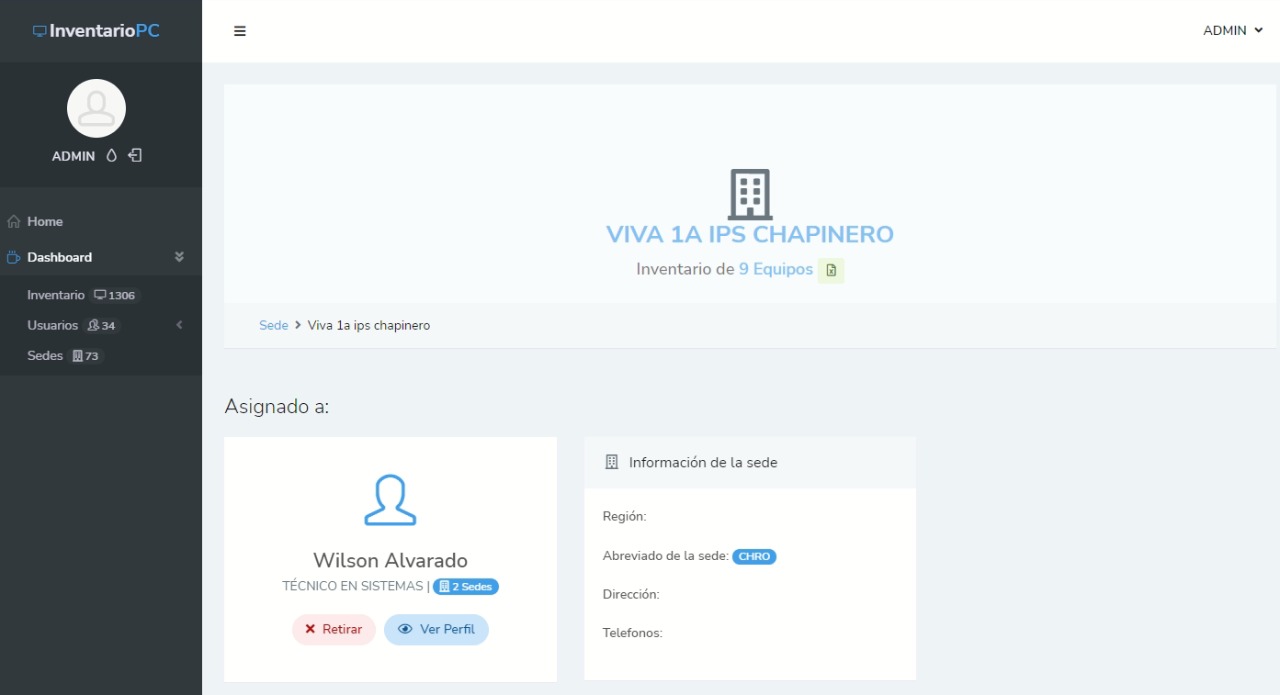 InventarioPC
ADMIN
ADMIN
Home
Dashboard
Inventario 1306
Usuarios 34
Sedes 73
VIVA 1A IPS CHAPINERO
Inventario de 9 Equipos
Sede > Viva 1a ips chapinero
Asignado a:
Wilson Alvarado
TÉCNICO EN SISTEMAS | 2 Sedes
Retirar Ver Perfil
Información de la sede
Región:
Abreviado de la sede: CHRO
Dirección:
Telefonos: